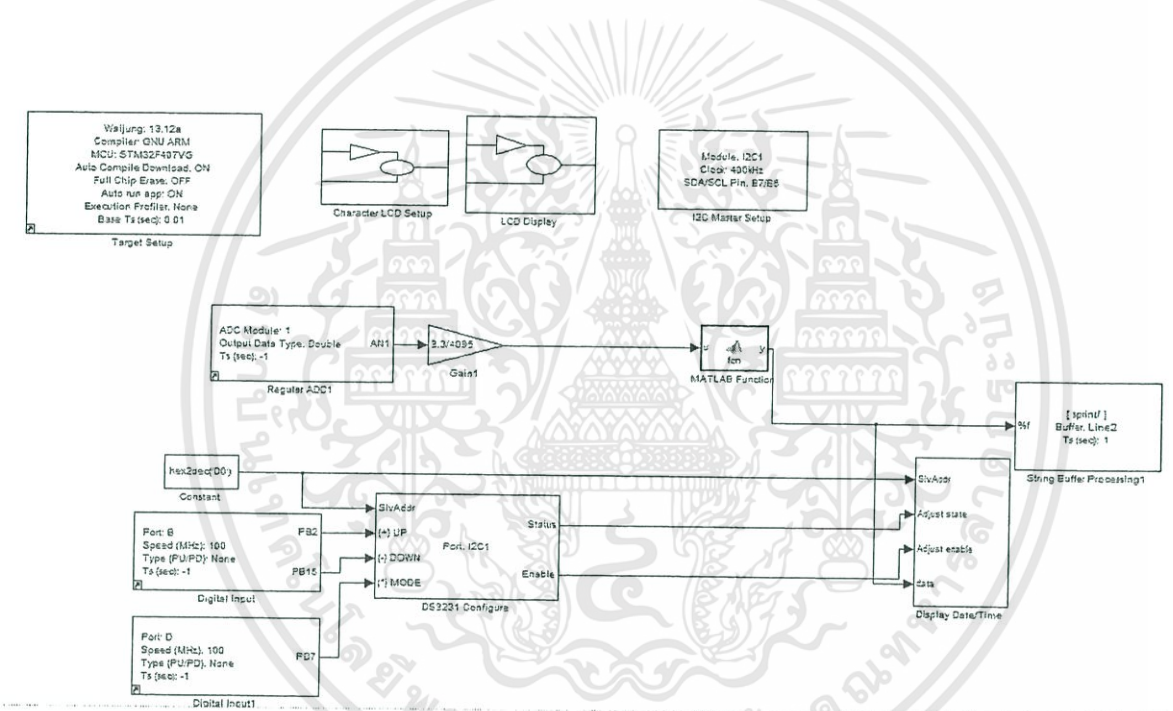 Waijung: 13.12a
Compiler: GNU ARM
MCU: STM32F407VG
Auto Compile Download: ON
Full Chip Erase: OFF
Auto run app: ON
Execution Profiler: None
Base Ts (sec): 0.01
Target Setup
Character LCD Setup
LCD Display
Module: I2C1
Clock: 400kHz
SDA/SCL Pin: B7/B6
I2C Master Setup
ADC Module: 1
Output Data Type: Double
Ts (sec): -1
AN1
Regular ADC1
3.3/4095
Gain1
u
y
fcn
MATLAB Function
%f
[ sprintf ]
Buffer: Line2
Ts (sec): 1
String Buffer Processing1
hex2dec('D0')
Constant
Port: B
Speed (MHz): 100
Type (PU/PD): None
Ts (sec): -1
PB2
PB15
Digital Input
Port: D
Speed (MHz): 100
Type (PU/PD): None
Ts (sec): -1
PD7
Digital Input1
SlvAddr
(+) UP
(-) DOWN
(*) MODE
Port: I2C1
Status
Enable
DS3231 Configure
SlvAddr
Adjust state
Adjust enable
data
Display Date/Time